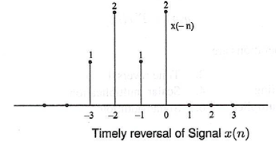 2 2
x(−n)
1 1
−3 −2 −1 0 1 2 3
Timely reversal of Signal x(n)